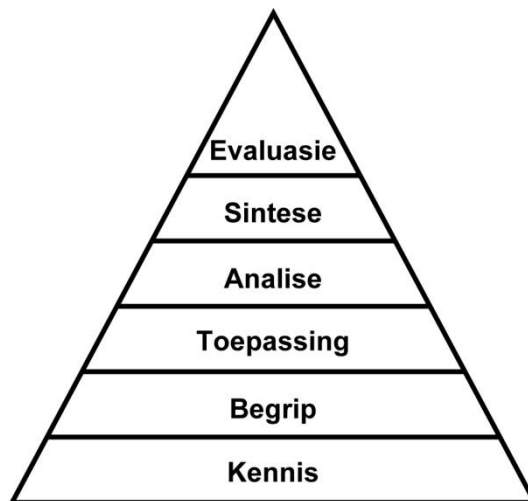 Evaluasie
Sintese
Analise
Toepassing
Begrip
Kennis